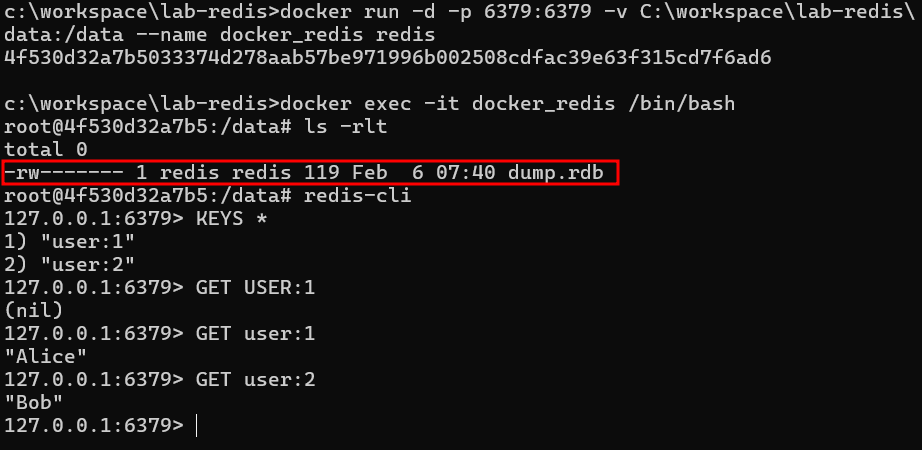 c:\workspace\lab-redis>docker run -d -p 6379:6379 -v C:\workspace\lab-redis\
data:/data --name docker_redis redis
4f530d32a7b5033374d278aab57be971996b002508cdfac39e63f315cd7f6ad6
c:\workspace\lab-redis>docker exec -it docker_redis /bin/bash
root@4f530d32a7b5:/data# ls -rlt
total 0
-rw------- 1 redis redis 119 Feb  6 07:40 dump.rdb
root@4f530d32a7b5:/data# redis-cli
127.0.0.1:6379> KEYS *
1) "user:1"
2) "user:2"
127.0.0.1:6379> GET USER:1
(nil)
127.0.0.1:6379> GET user:1
"Alice"
127.0.0.1:6379> GET user:2
"Bob"
127.0.0.1:6379>